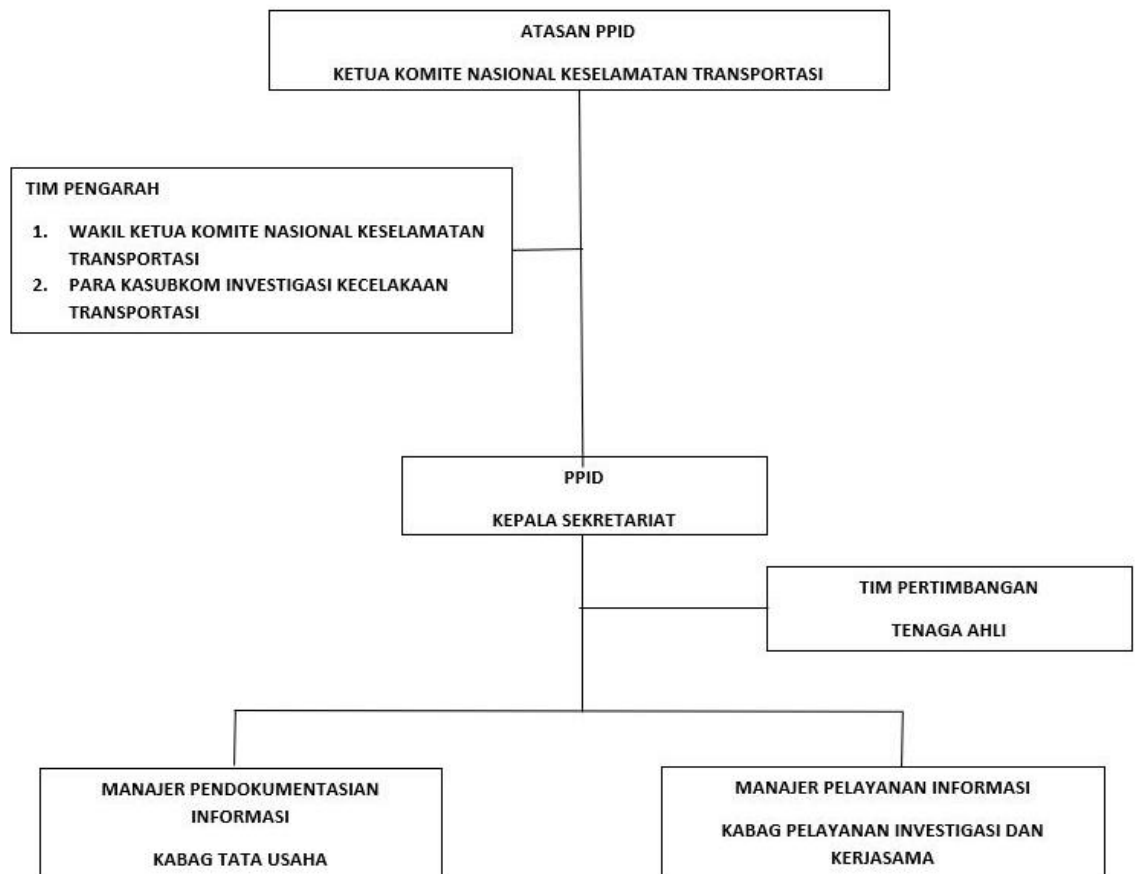 ATASAN PPID
KETUA KOMITE NASIONAL KESELAMATAN TRANSPORTASI
TIM PENGARAH
1. WAKIL KETUA KOMITE NASIONAL KESELAMATAN
TRANSPORTASI
2. PARA KASUBKOM INVESTIGASI KECELAKAAN
TRANSPORTASI
PPID
KEPALA SEKRETARIAT
TIM PERTIMBANGAN
TENAGA AHLI
MANAJER PENDOKUMENTASIAN
INFORMASI
KABAG TATA USAHA
MANAJER PELAYANAN INFORMASI
KABAG PELAYANAN INVESTIGASI DAN
KERJASAMA